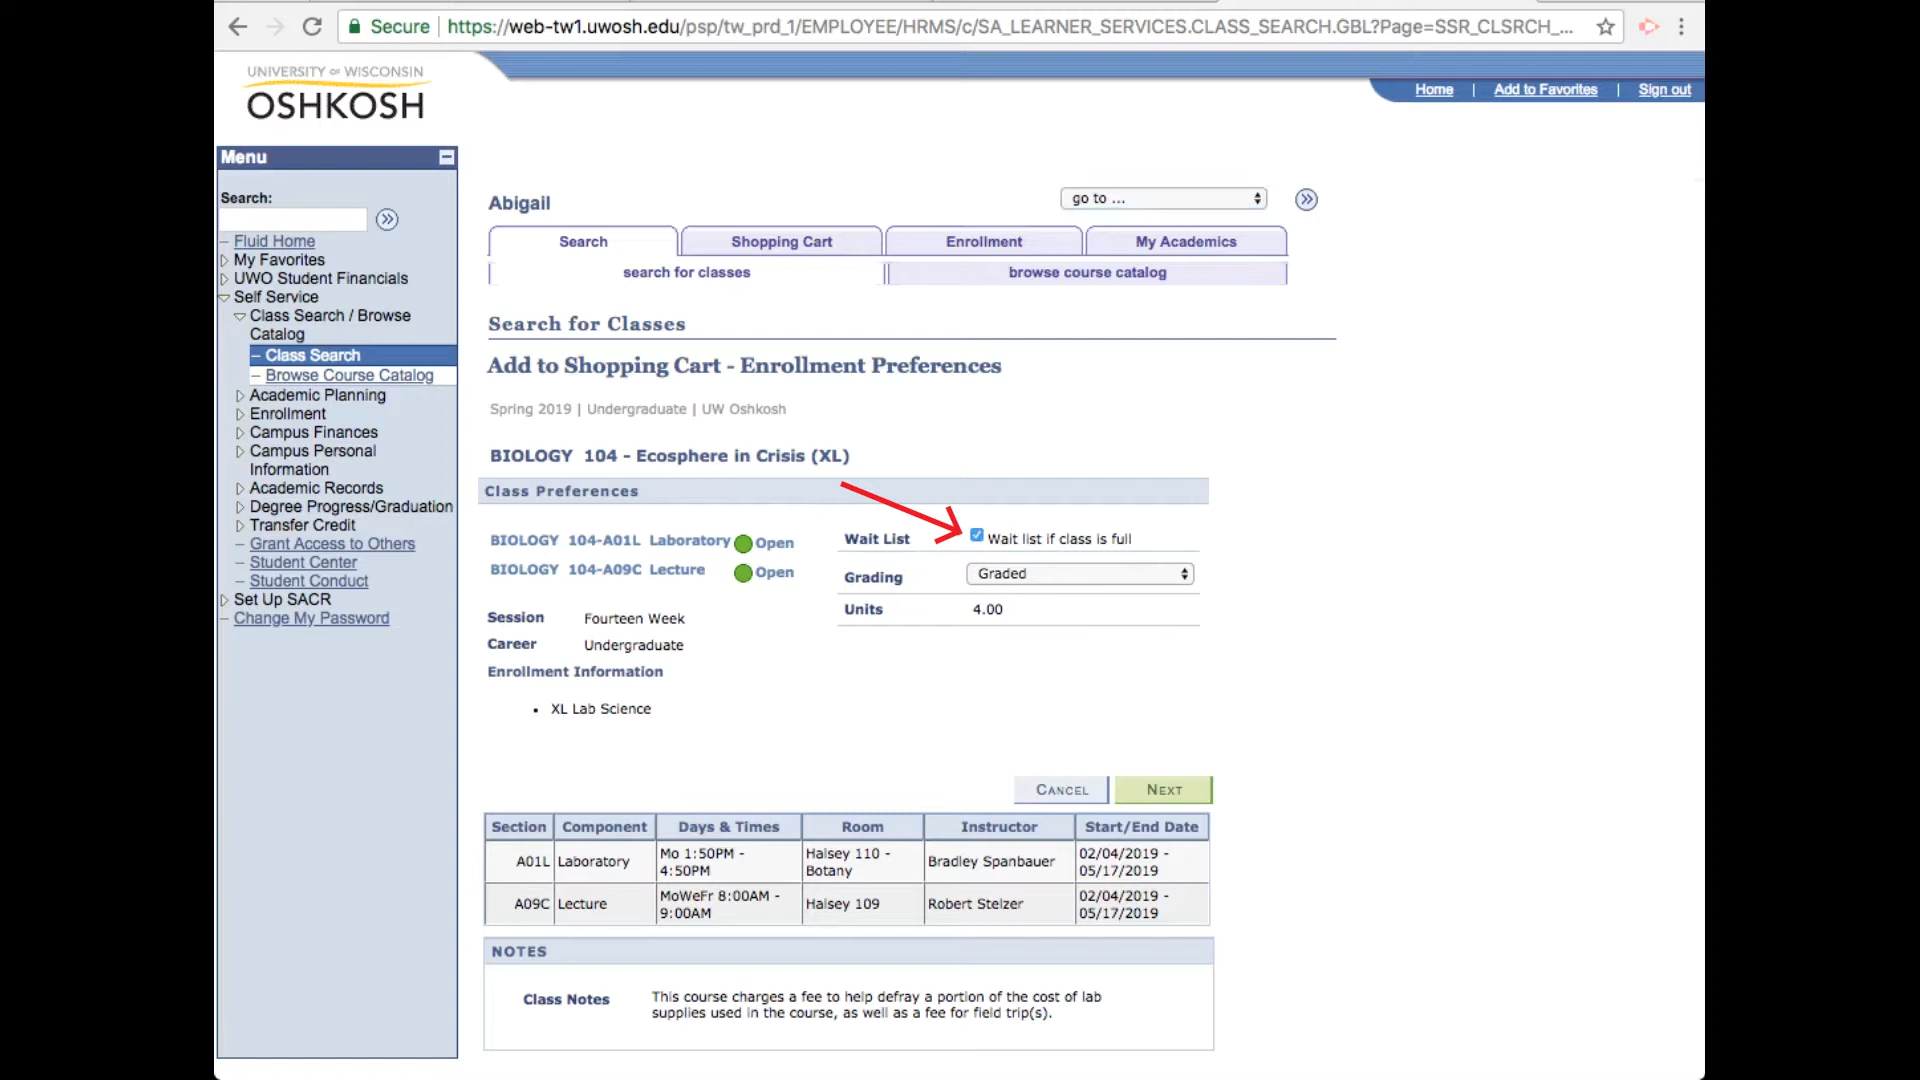 Secure | https://web-tw1.uwosh.edu/psp/tw_prd_1/EMPLOYEE/HRMS/c/SA_LEARNER_SERVICES.CLASS_SEARCH.GBL?Page=SSR_CLSRCH_...
UNIVERSITY OF WISCONSIN
OSHKOSH
Home | Add to Favorites | Sign out
Menu
Search:
Fluid Home
My Favorites
UWO Student Financials
Self Service
Class Search / Browse
Catalog
Class Search
Browse Course Catalog
Academic Planning
Enrollment
Campus Finances
Campus Personal
Information
Academic Records
Degree Progress/Graduation
Transfer Credit
Grant Access to Others
Student Center
Student Conduct
Set Up SACR
Change My Password
Abigail
go to ...
Search Shopping Cart Enrollment My Academics
search for classes browse course catalog
Search for Classes
Add to Shopping Cart - Enrollment Preferences
Spring 2019 | Undergraduate | UW Oshkosh
BIOLOGY 104 - Ecosphere in Crisis (XL)
Class Preferences
BIOLOGY 104-A01L Laboratory Open
BIOLOGY 104-A09C Lecture Open
Session Fourteen Week
Career Undergraduate
Enrollment Information
• XL Lab Science
Wait List Wait list if class is full
Grading Graded
Units 4.00
CANCEL NEXT
Section Component Days & Times Room Instructor Start/End Date
A01L Laboratory Mo 1:50PM - 4:50PM Halsey 110 - Botany Bradley Spanbauer 02/04/2019 - 05/17/2019
A09C Lecture MoWeFr 8:00AM - 9:00AM Halsey 109 Robert Stelzer 02/04/2019 - 05/17/2019
NOTES
Class Notes
This course charges a fee to help defray a portion of the cost of lab
supplies used in the course, as well as a fee for field trip(s).